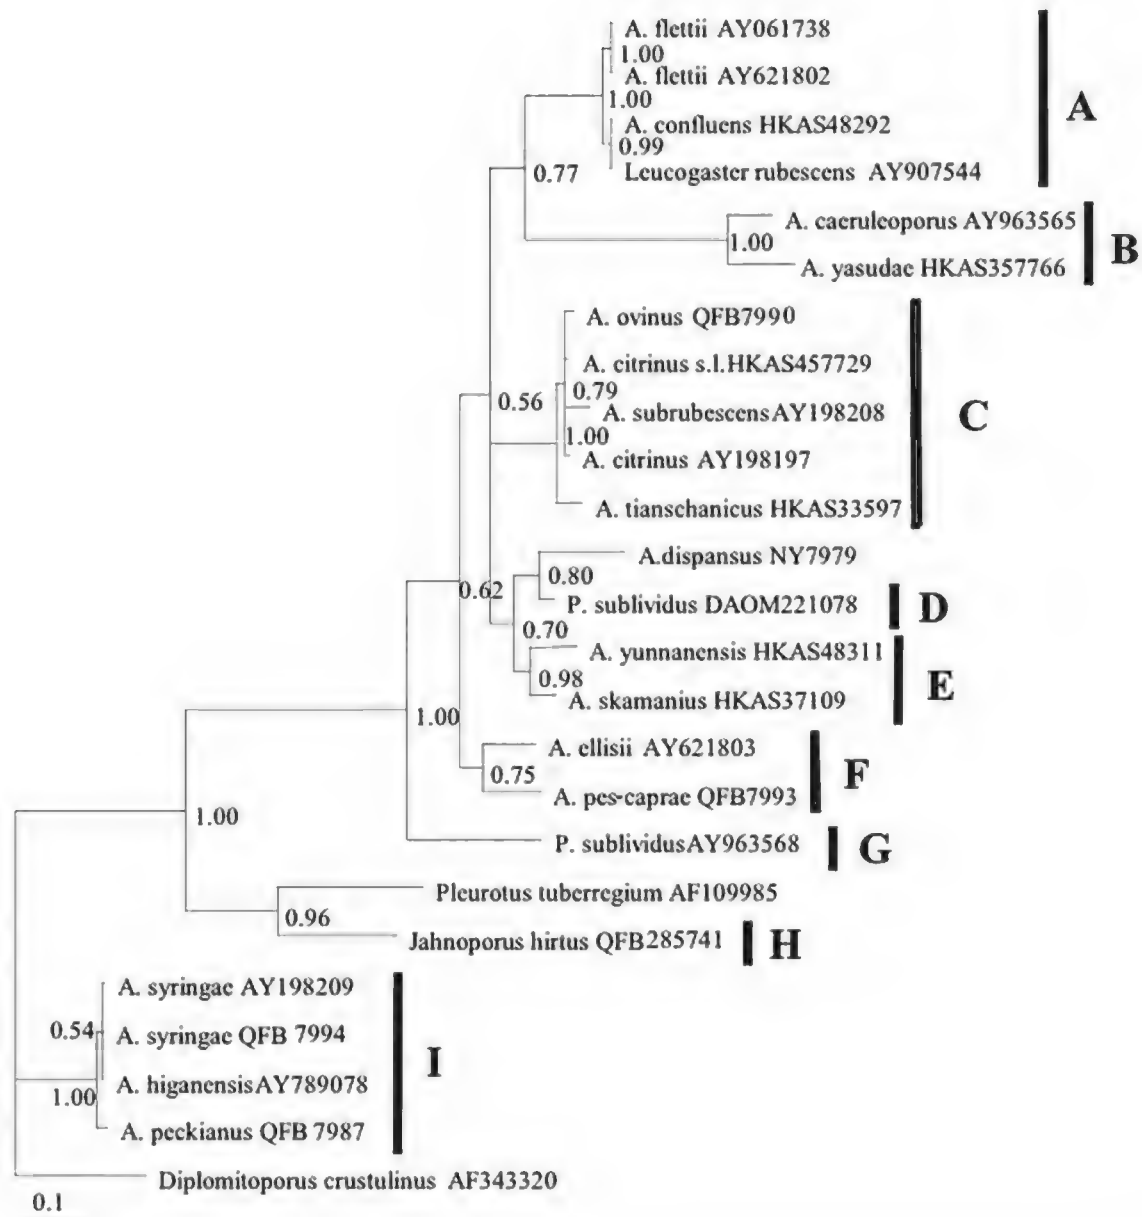 A. flettii AY061738
1.00
A. flettii AY621802
1.00
A
A. confluens HKAS48292
0.99
0.77
Leucogaster rubescens AY907544
A. caeruleoporus AY963565
1.00
B
A. yasudae HKAS357766
A. ovinus QFB7990
A. citrinus s.l.HKAS457729
0.79
0.56
A. subrubescensAY198208
C
1.00
A. citrinus AY198197
A. tianschanicus HKAS33597
A.dispansus NY7979
0.80
0.62
P. sublividus DAOM221078
D
0.70
A. yunnanensis HKAS48311
0.98
E
A. skamanius HKAS37109
1.00
A. ellisii AY621803
0.75
F
A. pes-caprae QFB7993
1.00
P. sublividusAY963568
G
Pleurotus tuberregium AF109985
0.96
Jahnoporus hirtus QFB285741
H
A. syringae AY198209
0.54
A. syringae QFB 7994
I
A. higanensisAY789078
1.00
A. peckianus QFB 7987
Diplomitoporus crustulinus AF343320
0.1